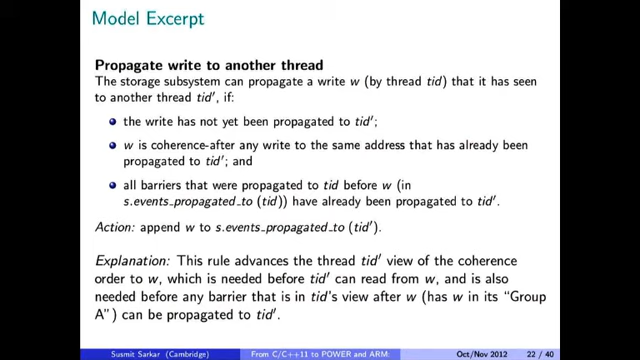 Model Excerpt
Propagate write to another thread
The storage subsystem can propagate a write w (by thread tid) that it has seen
to another thread tid′, if:
the write has not yet been propagated to tid′;
w is coherence-after any write to the same address that has already been
propagated to tid′; and
all barriers that were propagated to tid before w (in
s.events_propagated_to (tid)) have already been propagated to tid′.
Action: append w to s.events_propagated_to (tid′).
Explanation: This rule advances the thread tid′ view of the coherence
order to w, which is needed before tid′ can read from w, and is also
needed before any barrier that is in tid's view after w (has w in its “Group
A”) can be propagated to tid′.
Susmit Sarkar (Cambridge) From C/C++11 to POWER and ARM: Oct/Nov 2012 22 / 40